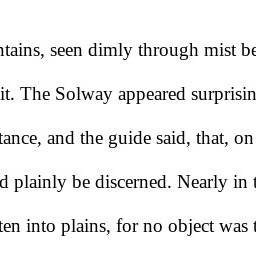 ntains, seen dimly through mist be
it. The Solway appeared surprisin
tance, and the guide said, that, on
d plainly be discerned. Nearly in t
ten into plains, for no object was t